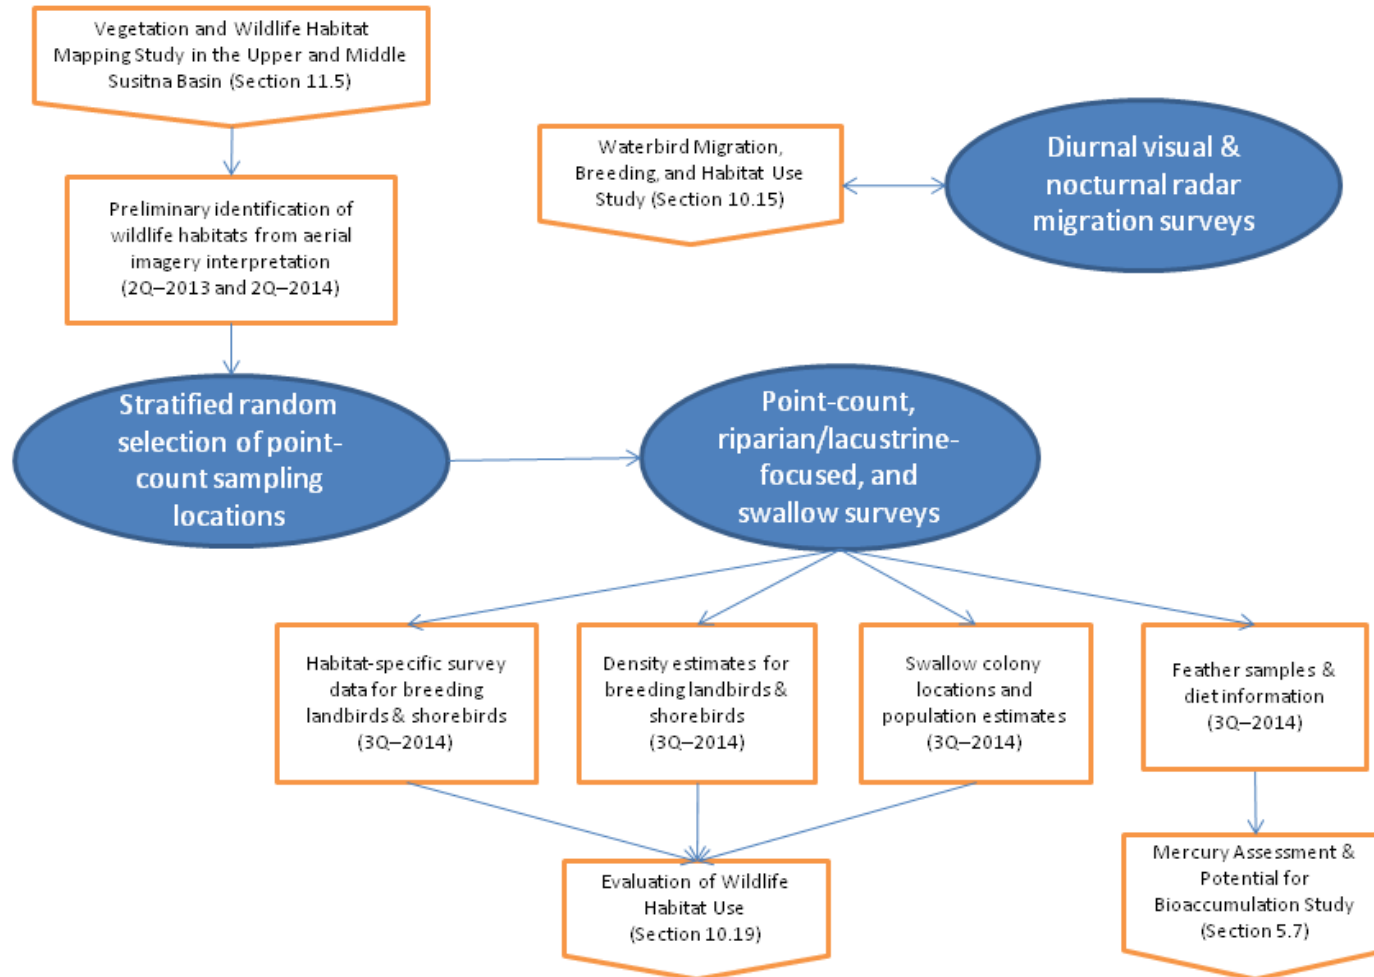 Vegetation and Wildlife Habitat
Mapping Study in the Upper and Middle
Susitna Basin (Section 11.5)
Waterbird Migration,
Breeding, and Habitat Use
Study (Section 10.15)
Diurnal visual &
nocturnal radar
migration surveys
Preliminary identification of
wildlife habitats from aerial
imagery interpretation
(2Q–2013 and 2Q–2014)
Stratified random
selection of point-
count sampling
locations
Point-count,
riparian/lacustrine-
focused, and
swallow surveys
Habitat-specific survey
data for breeding
landbirds & shorebirds
(3Q–2014)
Density estimates for
breeding landbirds &
shorebirds
(3Q–2014)
Swallow colony
locations and
population estimates
(3Q–2014)
Feather samples &
diet information
(3Q–2014)
Evaluation of Wildlife
Habitat Use
(Section 10.19)
Mercury Assessment &
Potential for
Bioaccumulation Study
(Section 5.7)